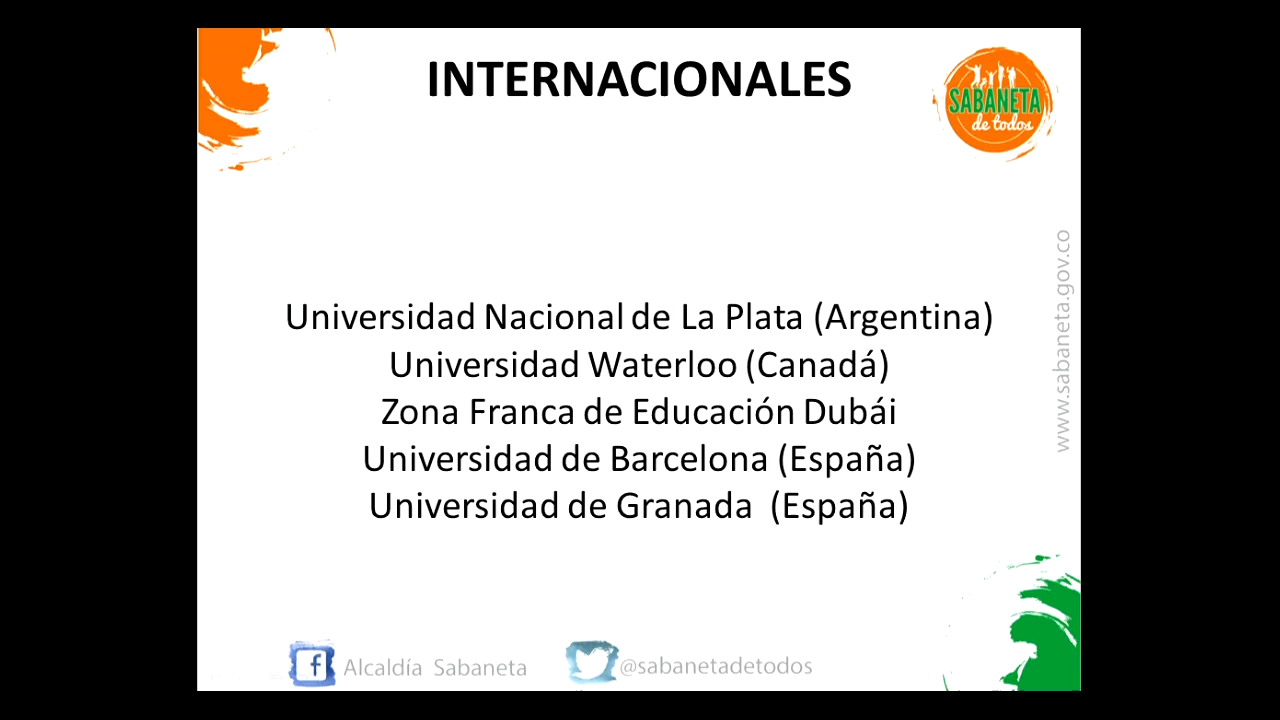 INTERNACIONALES
SABANETA
de todos
www.sabaneta.gov.co
Universidad Nacional de La Plata (Argentina)
Universidad Waterloo (Canadá)
Zona Franca de Educación Dubái
Universidad de Barcelona (España)
Universidad de Granada (España)
f Alcaldía Sabaneta
@sabanetadetodos